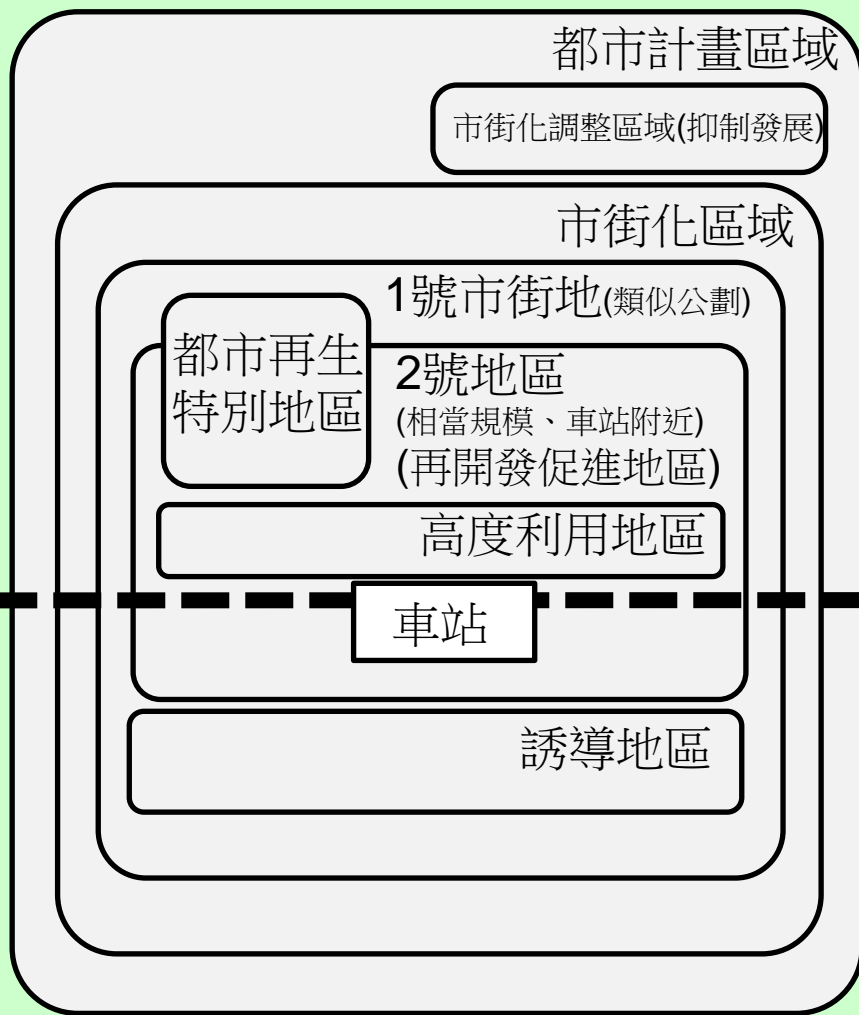 都市計畫區域
市街化調整區域(抑制發展)
市街化區域
1號市街地(類似公劃)
都市再生
特別地區
2號地區
(相當規模、車站附近)
(再開發促進地區)
高度利用地區
車站
誘導地區